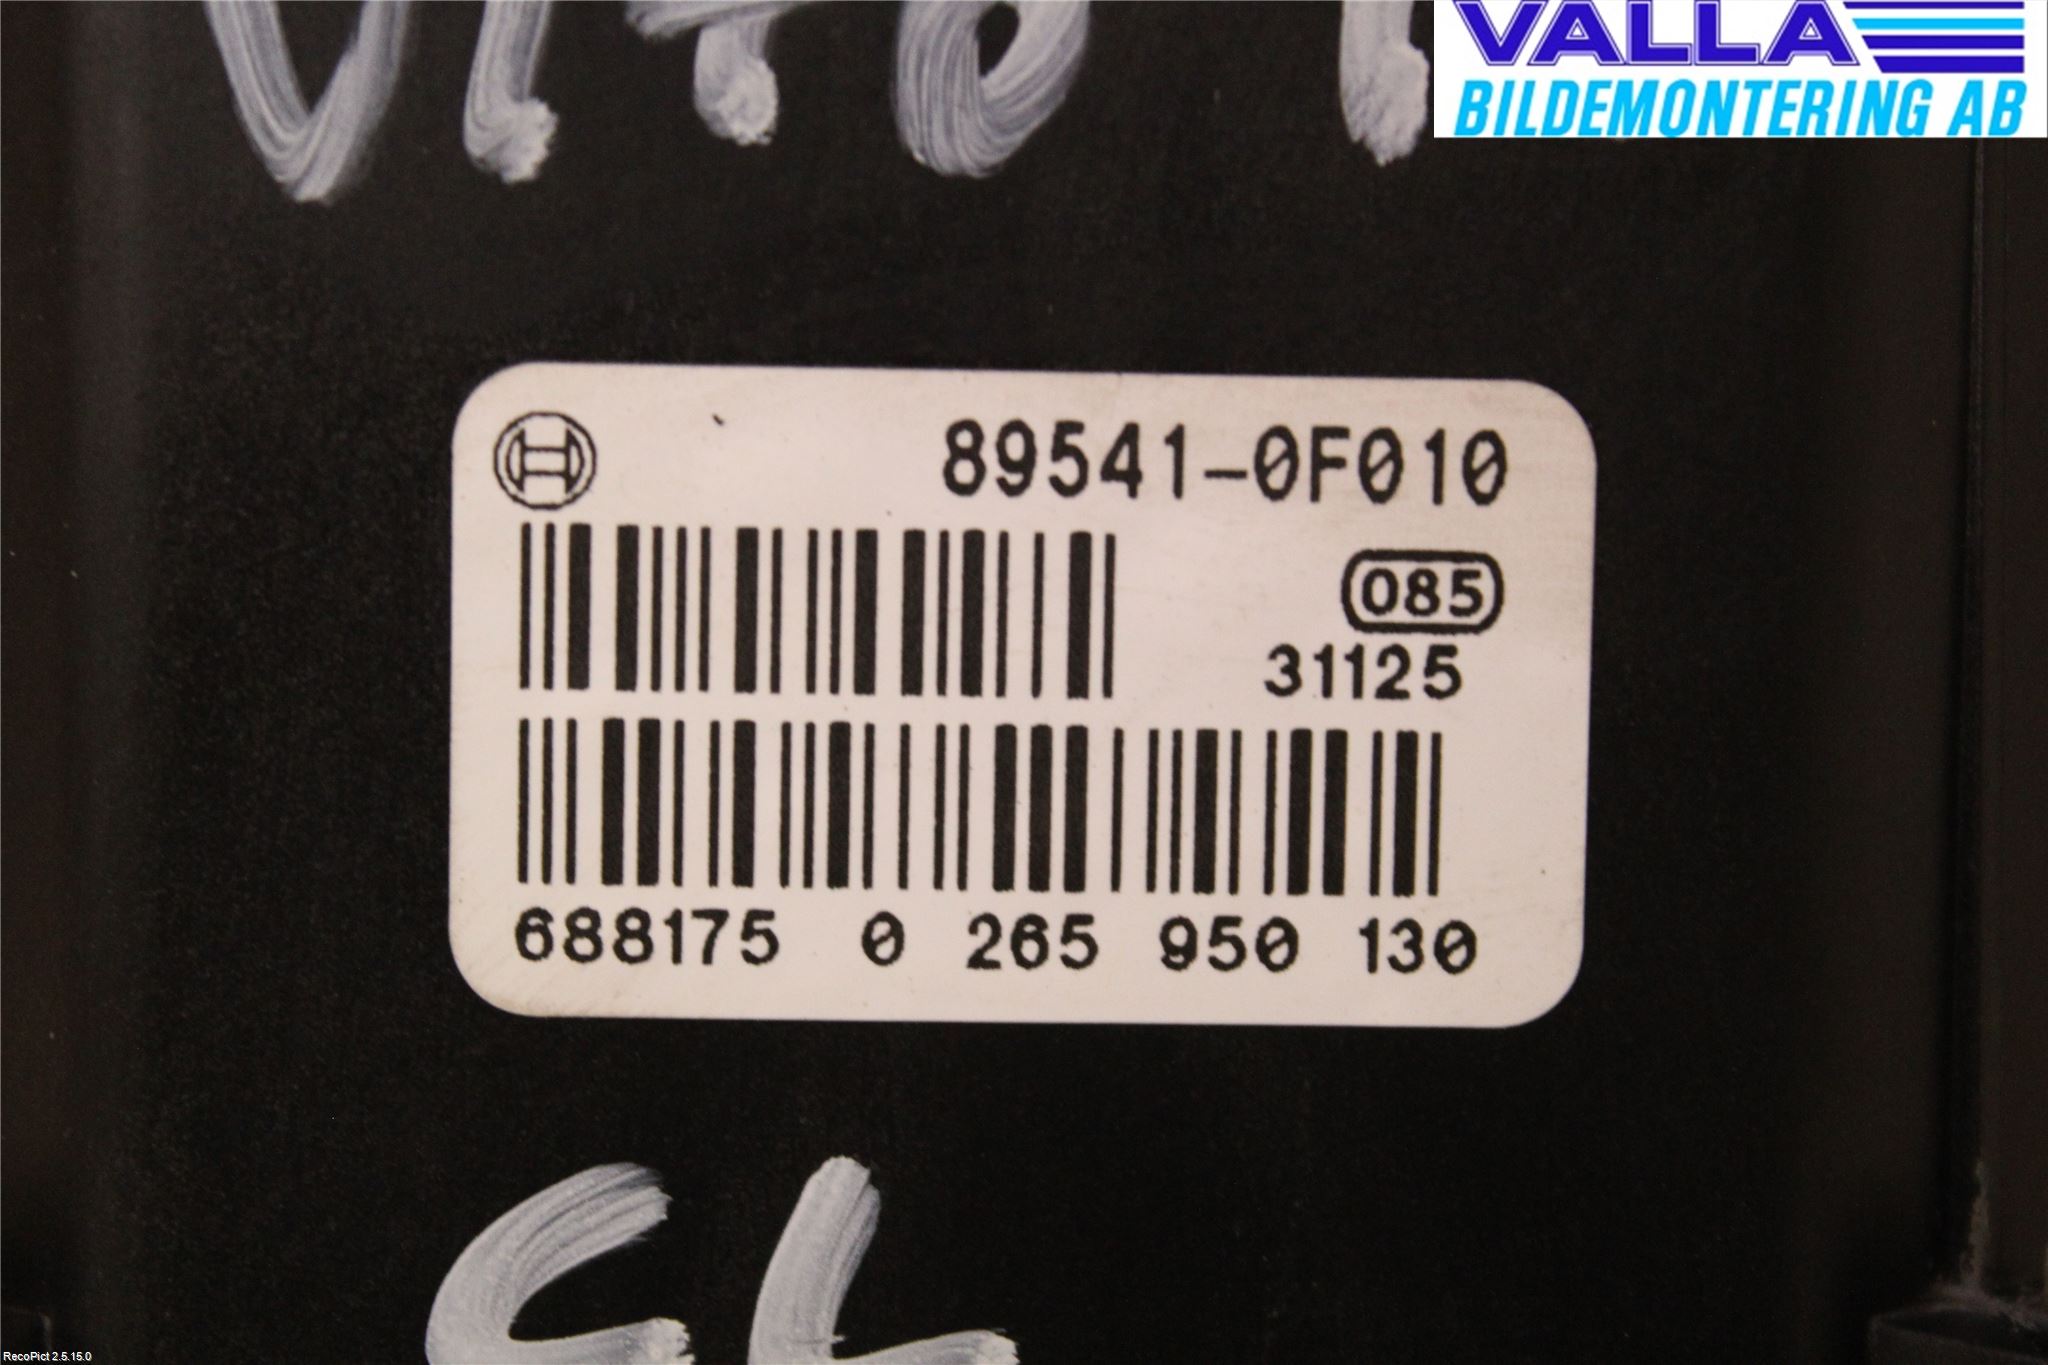 VALLA
BILDEMONTERING AB
89541-0F010
085
31125
688175 0 265 950 130
RecoPict 2.5.15.0